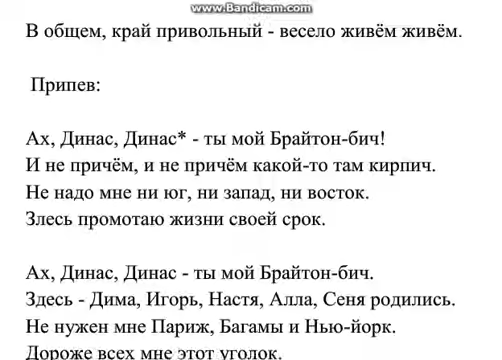 www.Bandicam.com
В общем, край привольный - весело живём живём.
Припев:
Ах, Динас, Динас* - ты мой Брайтон-бич!
И не причём, и не причём какой-то там кирпич.
Не надо мне ни юг, ни запад, ни восток.
Злесь промотаю жизни своей срок.
Ах, Динас, Динас - ты мой Брайтон-бич.
Здесь - Дима, Игорь, Настя, Алла, Сеня родились.
Не нужен мне Париж, Багамы и Нью-йорк.
Дороже всех мне этот уголок.